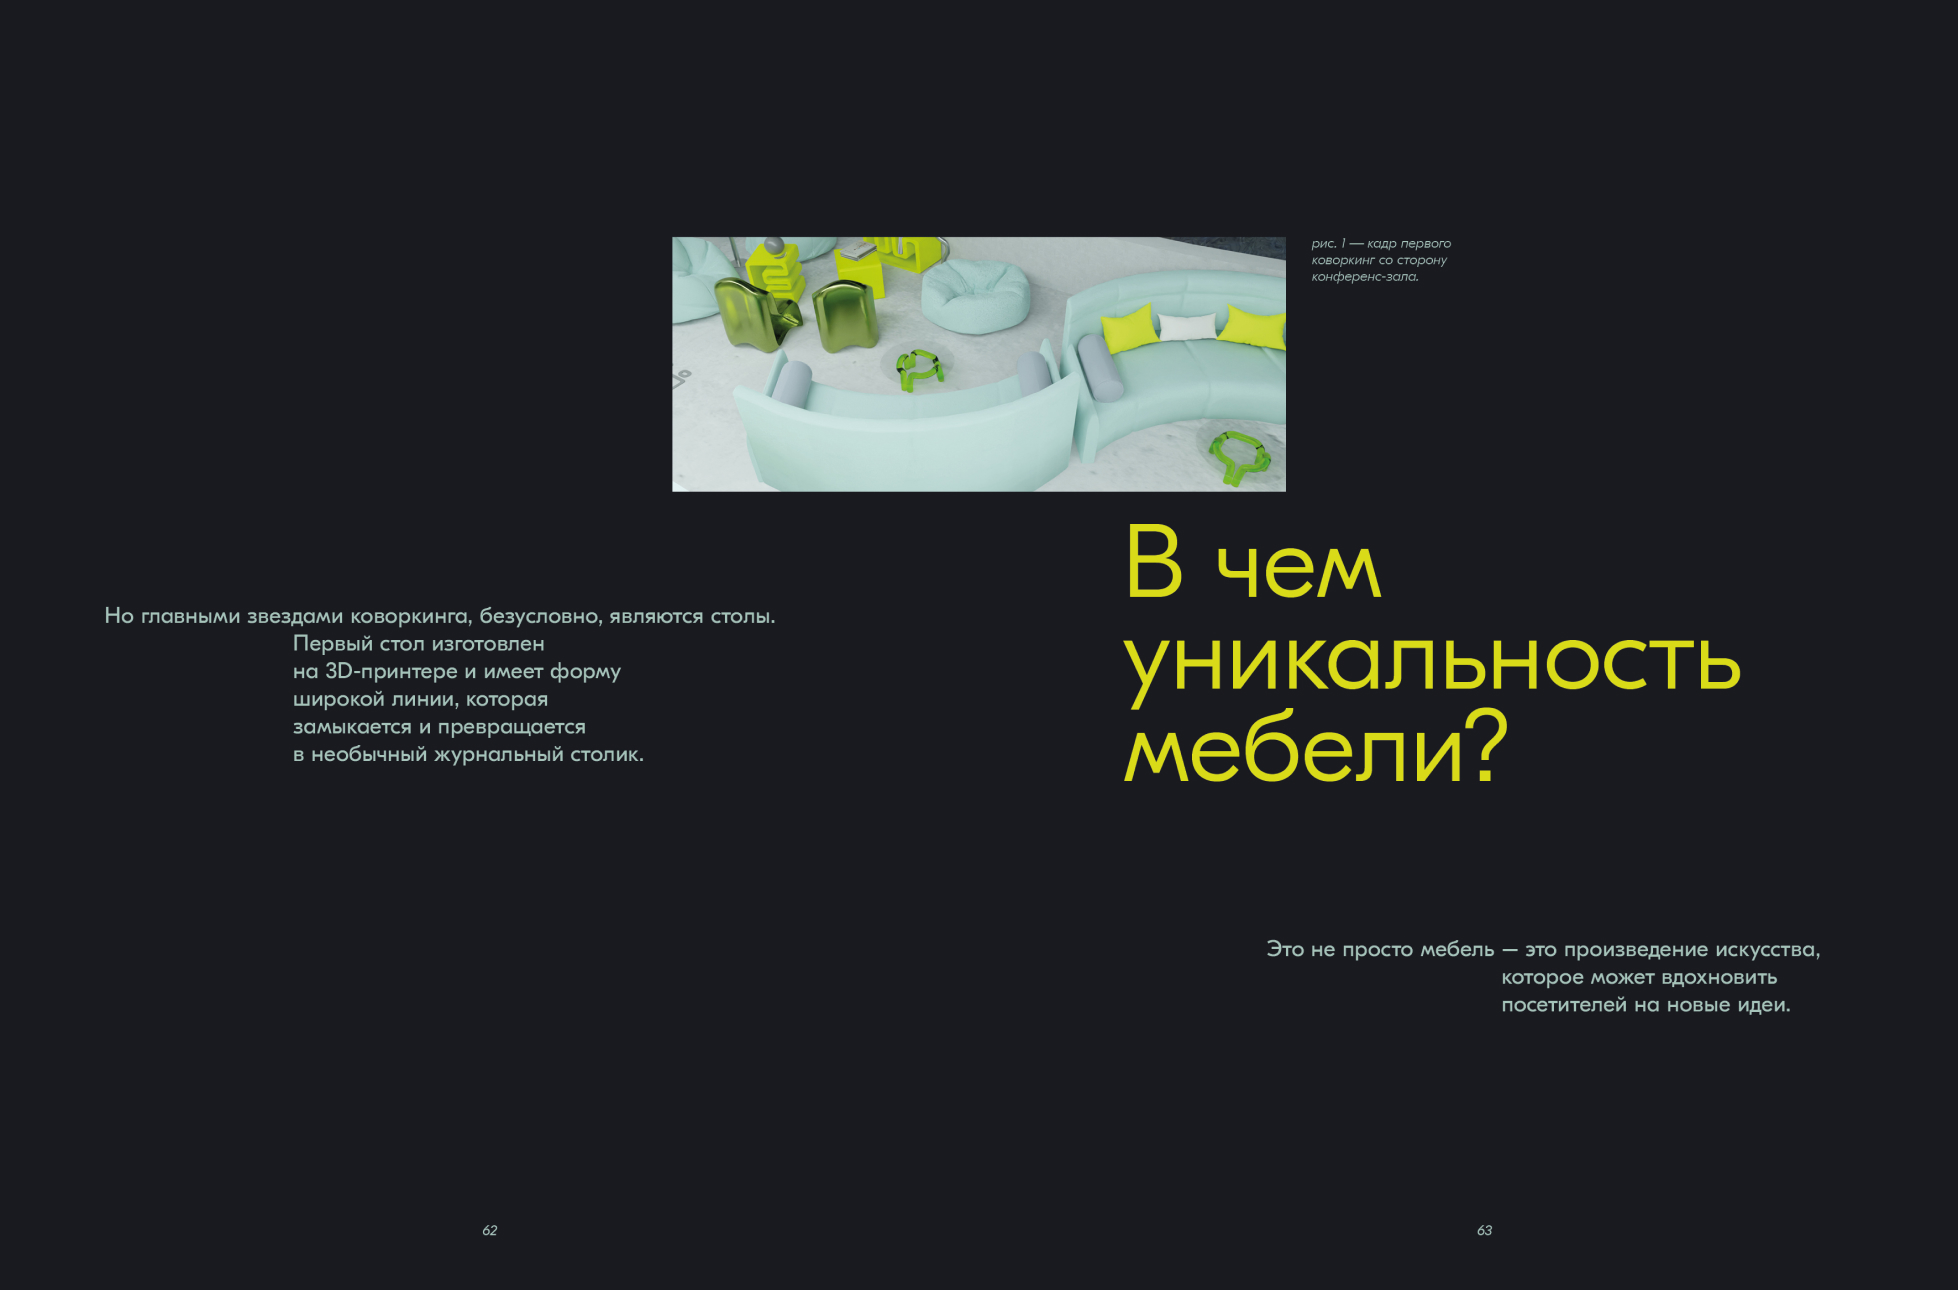 рис. 1 — кадр первого
коворкинг со сторону
конференс-зала.
Но главными звездами коворкинга, безусловно, являются столы.
Первый стол изготовлен
на 3D-принтере и имеет форму
широкой линии, которая
замыкается и превращается
в необычный журнальный столик.
В чем
уникальность
мебели?
Это не просто мебель — это произведение искусства,
которое может вдохновить
посетителей на новые идеи.
62
63